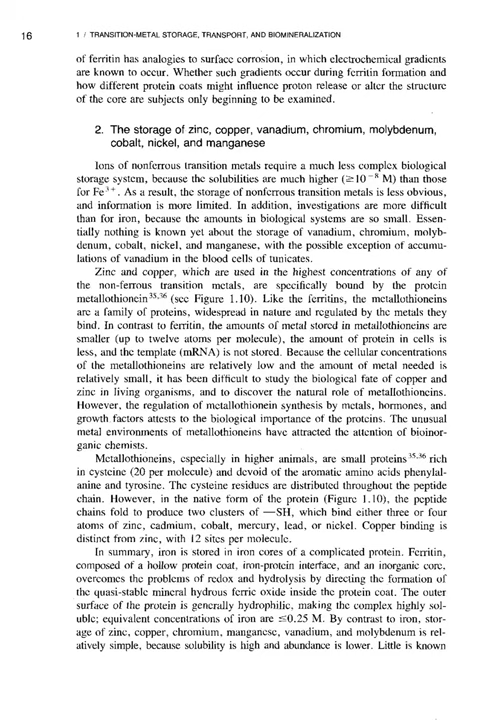 16
1 / TRANSITION-METAL STORAGE, TRANSPORT, AND BIOMINERALIZATION
of ferritin has analogies to surface corrosion, in which electrochemical gradients
are known to occur. Whether such gradients occur during ferritin formation and
how different protein coats might influence proton release or alter the structure
of the core are subjects only beginning to be examined.
2. The storage of zinc, copper, vanadium, chromium, molybdenum,
cobalt, nickel, and manganese
Ions of nonferrous transition metals require a much less complex biological
storage system, because the solubilities are much higher (≥10⁻⁸ M) than those
for Fe³⁺. As a result, the storage of nonferrous transition metals is less obvious,
and information is more limited. In addition, investigations are more difficult
than for iron, because the amounts in biological systems are so small. Essen-
tially nothing is known yet about the storage of vanadium, chromium, molyb-
denum, cobalt, nickel, and manganese, with the possible exception of accumu-
lations of vanadium in the blood cells of tunicates.
Zinc and copper, which are used in the highest concentrations of any of
the non-ferrous transition metals, are specifically bound by the protein
metallothionein³⁵,³⁶ (see Figure 1.10). Like the ferritins, the metallothioneins
are a family of proteins, widespread in nature and regulated by the metals they
bind. In contrast to ferritin, the amounts of metal stored in metallothioneins are
smaller (up to twelve atoms per molecule), the amount of protein in cells is
less, and the template (mRNA) is not stored. Because the cellular concentrations
of the metallothioneins are relatively low and the amount of metal needed is
relatively small, it has been difficult to study the biological fate of copper and
zinc in living organisms, and to discover the natural role of metallothioneins.
However, the regulation of metallothionein synthesis by metals, hormones, and
growth factors attests to the biological importance of the proteins. The unusual
metal environments of metallothioneins have attracted the attention of bioinor-
ganic chemists.
Metallothioneins, especially in higher animals, are small proteins³⁵,³⁶ rich
in cysteine (20 per molecule) and devoid of the aromatic amino acids phenylal-
anine and tyrosine. The cysteine residues are distributed throughout the peptide
chain. However, in the native form of the protein (Figure 1.10), the peptide
chains fold to produce two clusters of —SH, which bind either three or four
atoms of zinc, cadmium, cobalt, mercury, lead, or nickel. Copper binding is
distinct from zinc, with 12 sites per molecule.
In summary, iron is stored in iron cores of a complicated protein. Ferritin,
composed of a hollow protein coat, iron-protein interface, and an inorganic core,
overcomes the problems of redox and hydrolysis by directing the formation of
the quasi-stable mineral hydrous ferric oxide inside the protein coat. The outer
surface of the protein is generally hydrophilic, making the complex highly sol-
uble; equivalent concentrations of iron are ≤0.25 M. By contrast to iron, stor-
age of zinc, copper, chromium, manganese, vanadium, and molybdenum is rel-
atively simple, because solubility is high and abundance is lower. Little is known